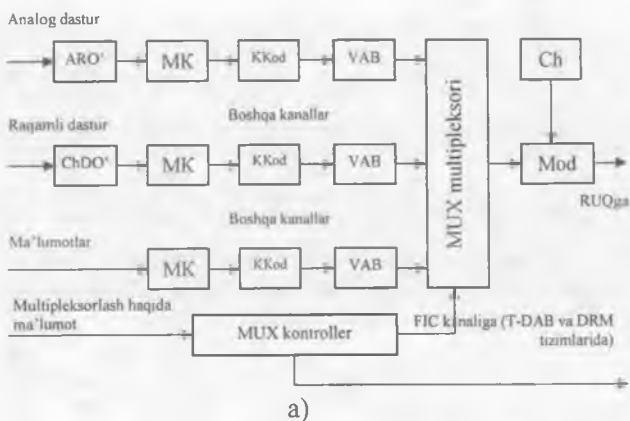 Analog dastur
ARO‘
MK
KKod
VAB
MUX multipleksori
Ch
Boshqa kanallar
Raqamli dastur
ChDO‘
MK
KKod
VAB
Mod
RUQga
Boshqa kanallar
Ma’lumotlar
MK
KKod
VAB
Multipleksorlash haqida
ma’lumot
MUX kontroller
FIC kanaliga (T-DAB va DRM
tizimlarida)
a)